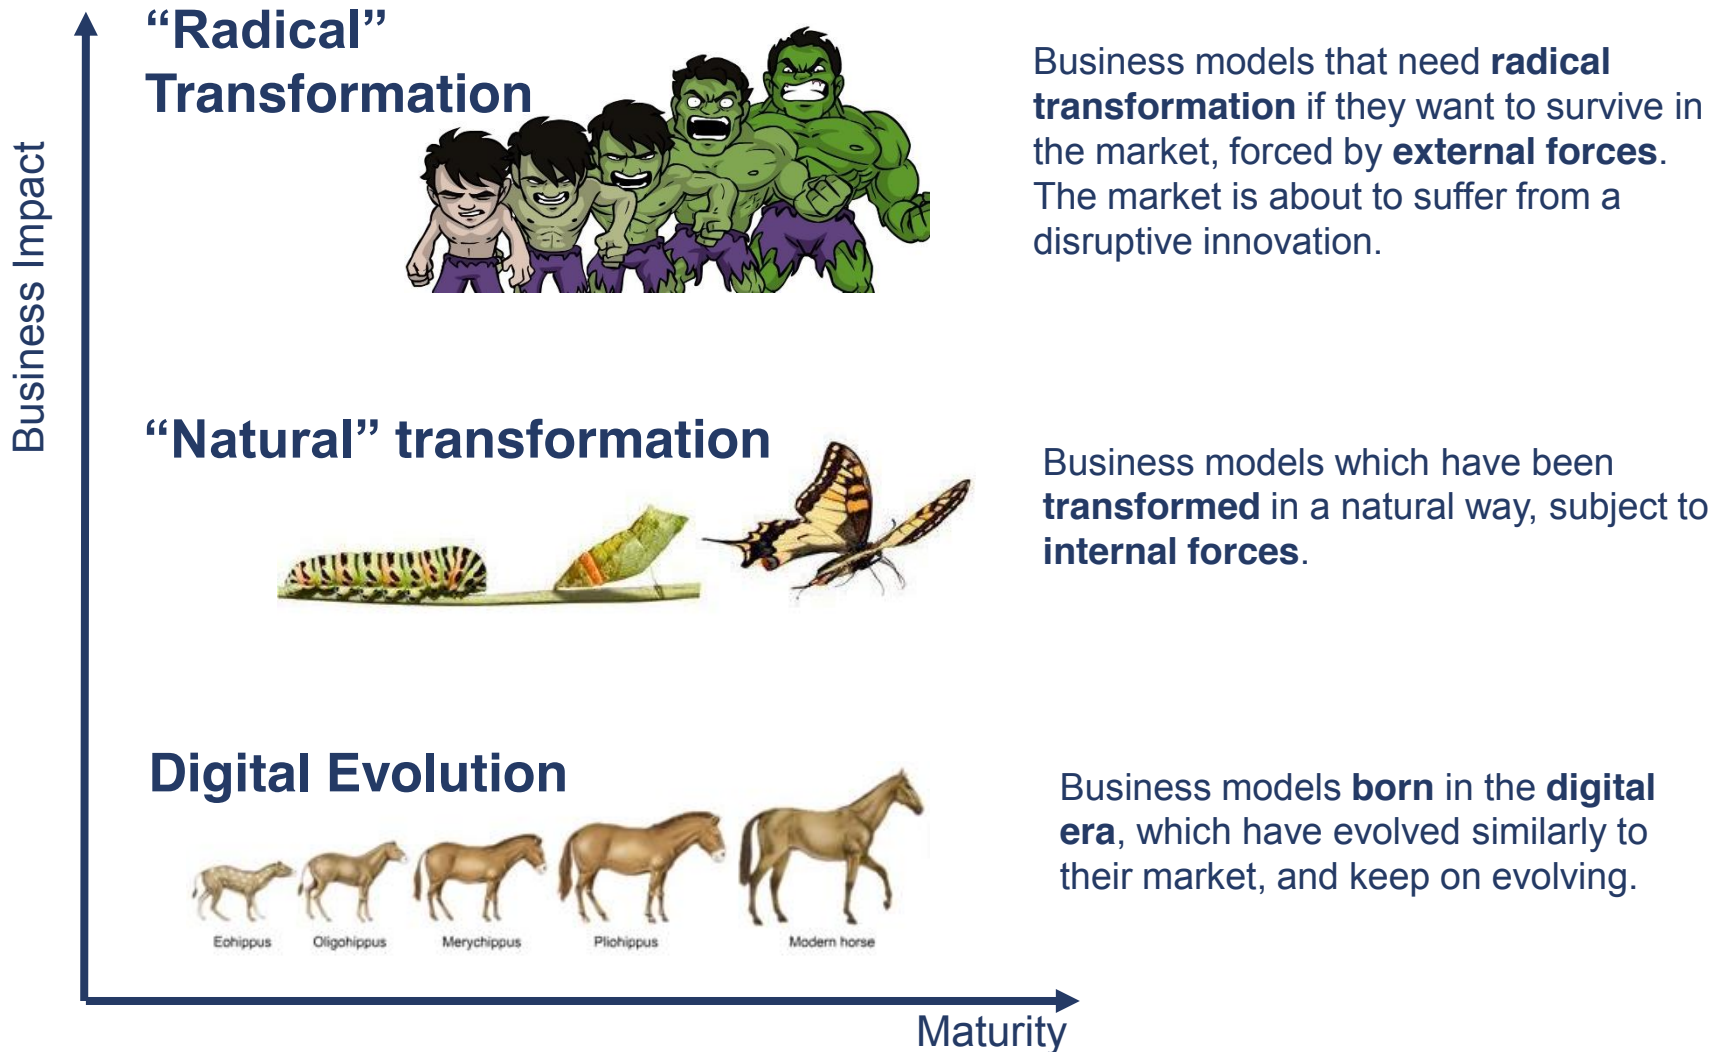 “Radical”
Transformation
Business models that need radical
transformation if they want to survive in
the market, forced by external forces.
The market is about to suffer from a
disruptive innovation.
Business Impact
“Natural” transformation
Business models which have been
transformed in a natural way, subject to
internal forces.
Digital Evolution
Business models born in the digital
era, which have evolved similarly to
their market, and keep on evolving.
Eohippus Oligohippus Merychippus Pliohippus Modern horse
Maturity